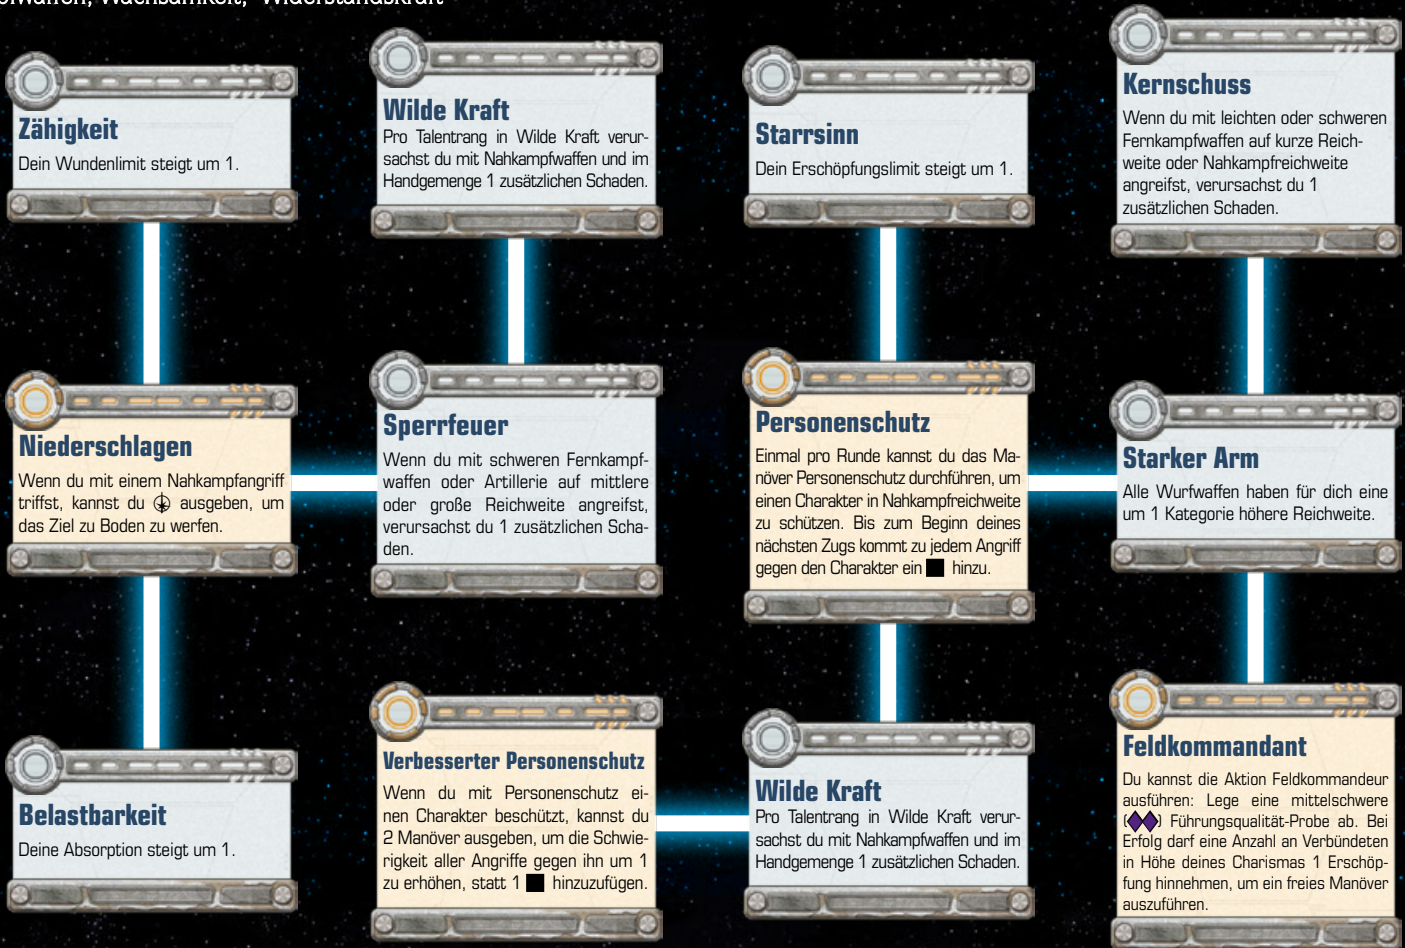 Wachsamkeit, Widerstandskraft
Zähigkeit
Dein Wundenlimit steigt um 1.
Wilde Kraft
Pro Talentrang in Wilde Kraft verur-
sachst du mit Nahkampfwaffen und im
Handgemenge 1 zusätzlichen Schaden.
Starrsinn
Dein Erschöpfungslimit steigt um 1.
Kernschuss
Wenn du mit leichten oder schweren
Fernkampfwaffen auf kurze Reich-
weite oder Nahkampfreichweite
angreifst, verursachst du 1
zusätzlichen Schaden.
Niederschlagen
Wenn du mit einem Nahkampfangriff
triffst, kannst du ausgeben, um
das Ziel zu Boden zu werfen.
Sperrfeuer
Wenn du mit schweren Fernkampf-
waffen oder Artillerie auf mittlere
oder große Reichweite angreifst,
verursachst du 1 zusätzlichen Scha-
den.
Personenschutz
Einmal pro Runde kannst du das Ma-
növer Personenschutz durchführen, um
einen Charakter in Nahkampfreichweite
zu schützen. Bis zum Beginn deines
nächsten Zugs kommt zu jedem Angriff
gegen den Charakter ein hinzu.
Starker Arm
Alle Wurfwaffen haben für dich eine
um 1 Kategorie höhere Reichweite.
Belastbarkeit
Deine Absorption steigt um 1.
Verbesserter Personenschutz
Wenn du mit Personenschutz ei-
nen Charakter beschützt, kannst du
2 Manöver ausgeben, um die Schwie-
rigkeit aller Angriffe gegen ihn um 1
zu erhöhen, statt 1 hinzuzufügen.
Wilde Kraft
Pro Talentrang in Wilde Kraft verur-
sachst du mit Nahkampfwaffen und im
Handgemenge 1 zusätzlichen Schaden.
Feldkommandant
Du kannst die Aktion Feldkommandeur
ausführen: Lege eine mittelschwere
() Führungsqualität-Probe ab. Bei
Erfolg darf eine Anzahl an Verbündeten
in Höhe deines Charismas 1 Erschöp-
fung hinnehmen, um ein freies Manöver
auszuführen.